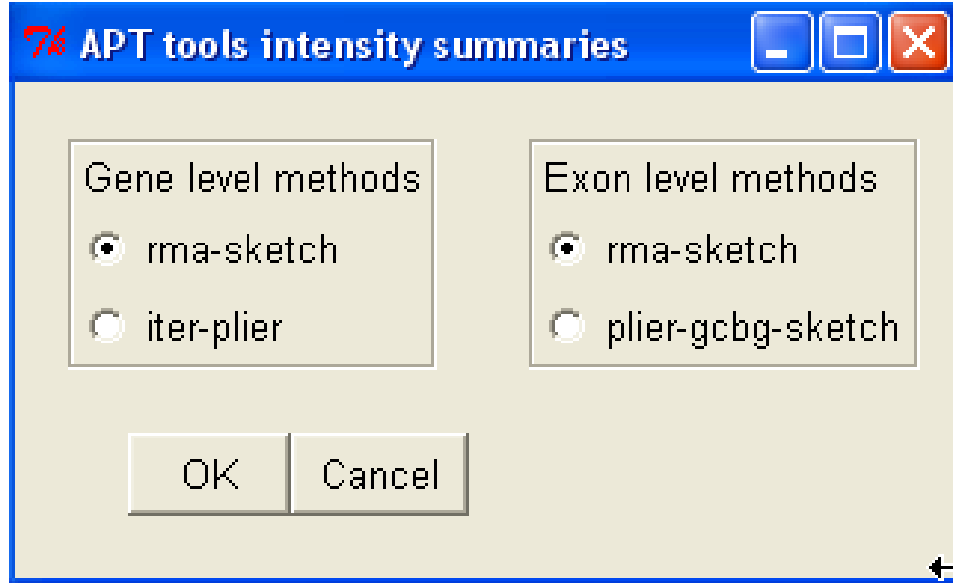 APT tools intensity summaries
Gene level methods
rma-sketch
iter-plier
Exon level methods
rma-sketch
plier-gcbg-sketch
OK
Cancel